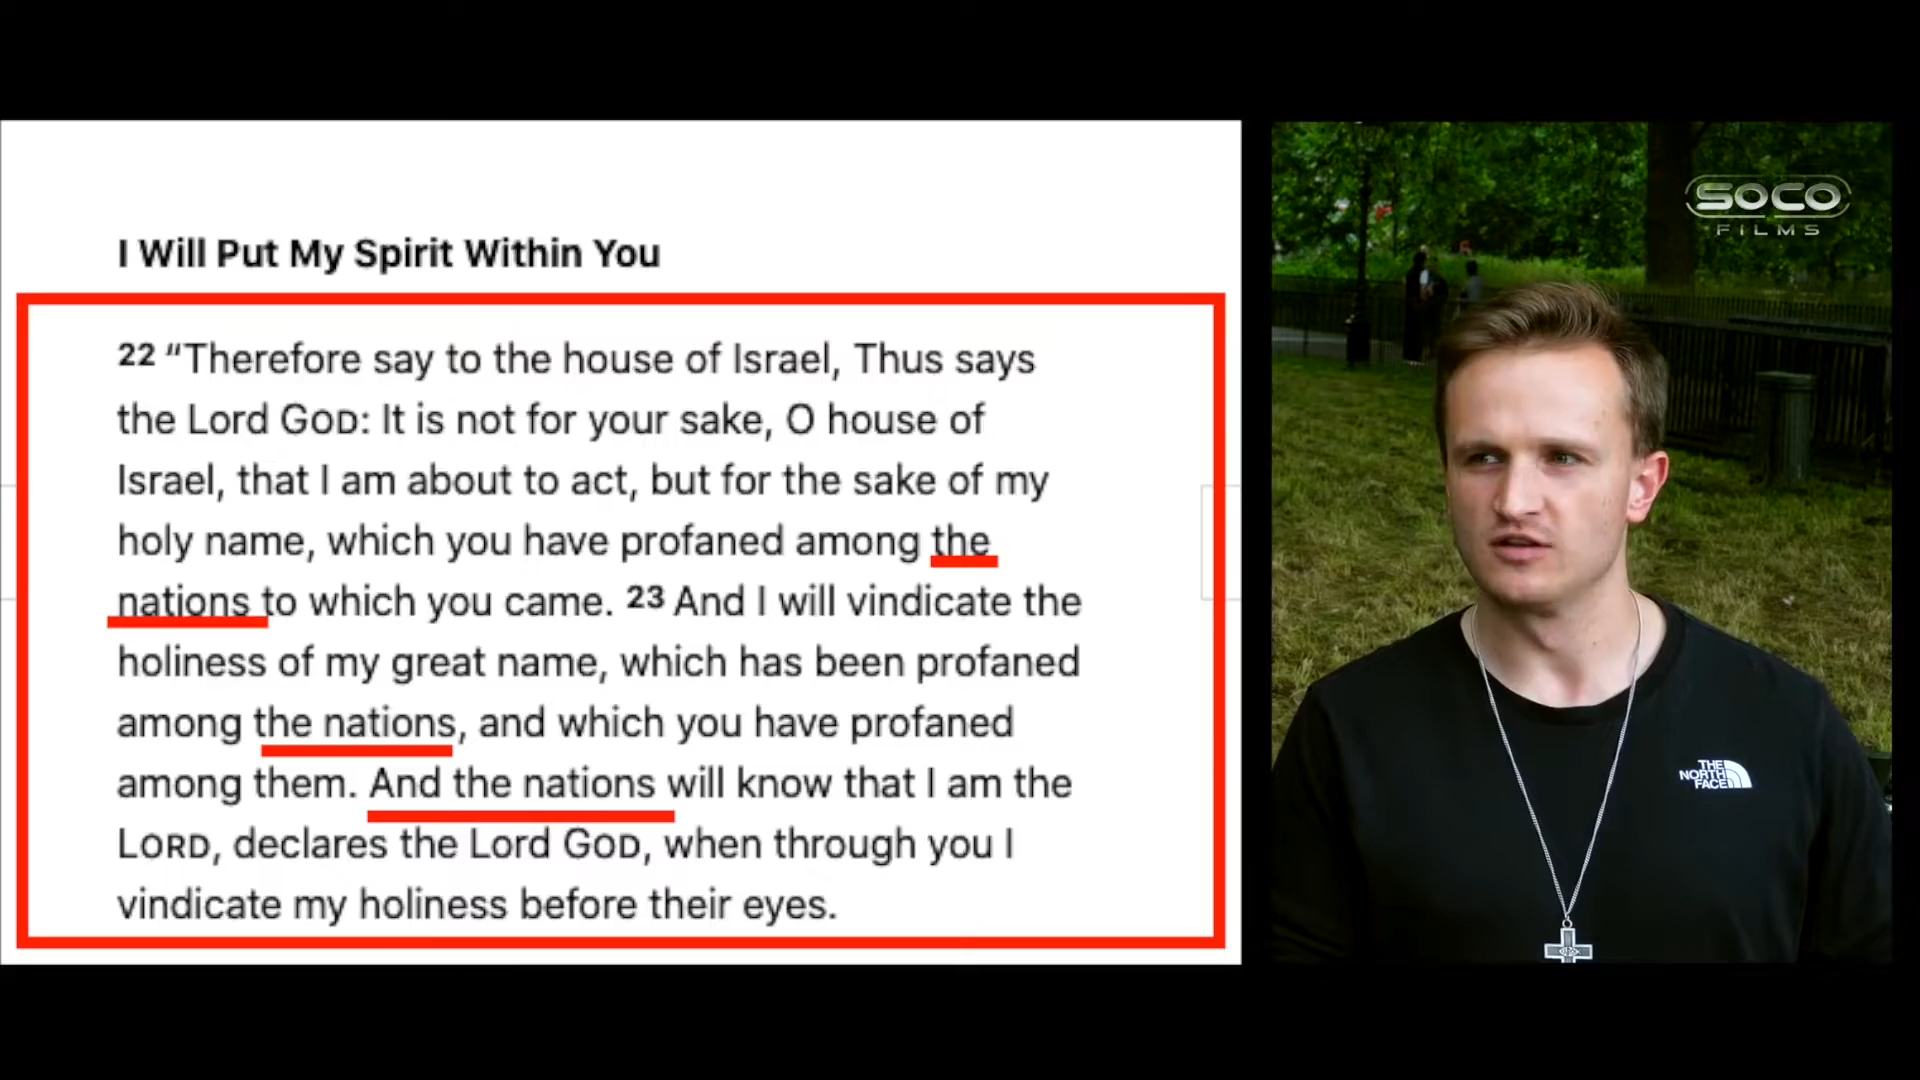 I Will Put My Spirit Within You
22 “Therefore say to the house of Israel, Thus says
the Lord GOD: It is not for your sake, O house of
Israel, that I am about to act, but for the sake of my
holy name, which you have profaned among the
nations to which you came. 23 And I will vindicate the
holiness of my great name, which has been profaned
among the nations, and which you have profaned
among them. And the nations will know that I am the
LORD, declares the Lord GOD, when through you I
vindicate my holiness before their eyes.
SOCO
FILMS
THE
NORTH
FACE